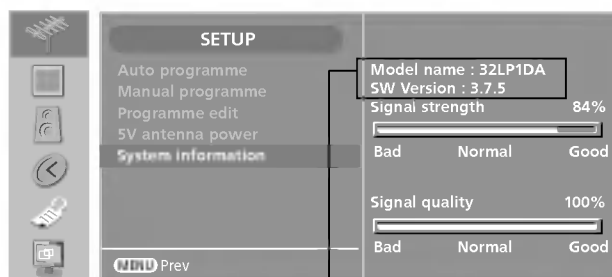 SETUP
Auto programme
Manual programme
Programme edit
5V antenna power
System information
MENU Prev
Model name : 32LP1DA
SW Version : 3.7.5
Signal strength 84%
Bad Normal Good
Signal quality 100%
Bad Normal Good